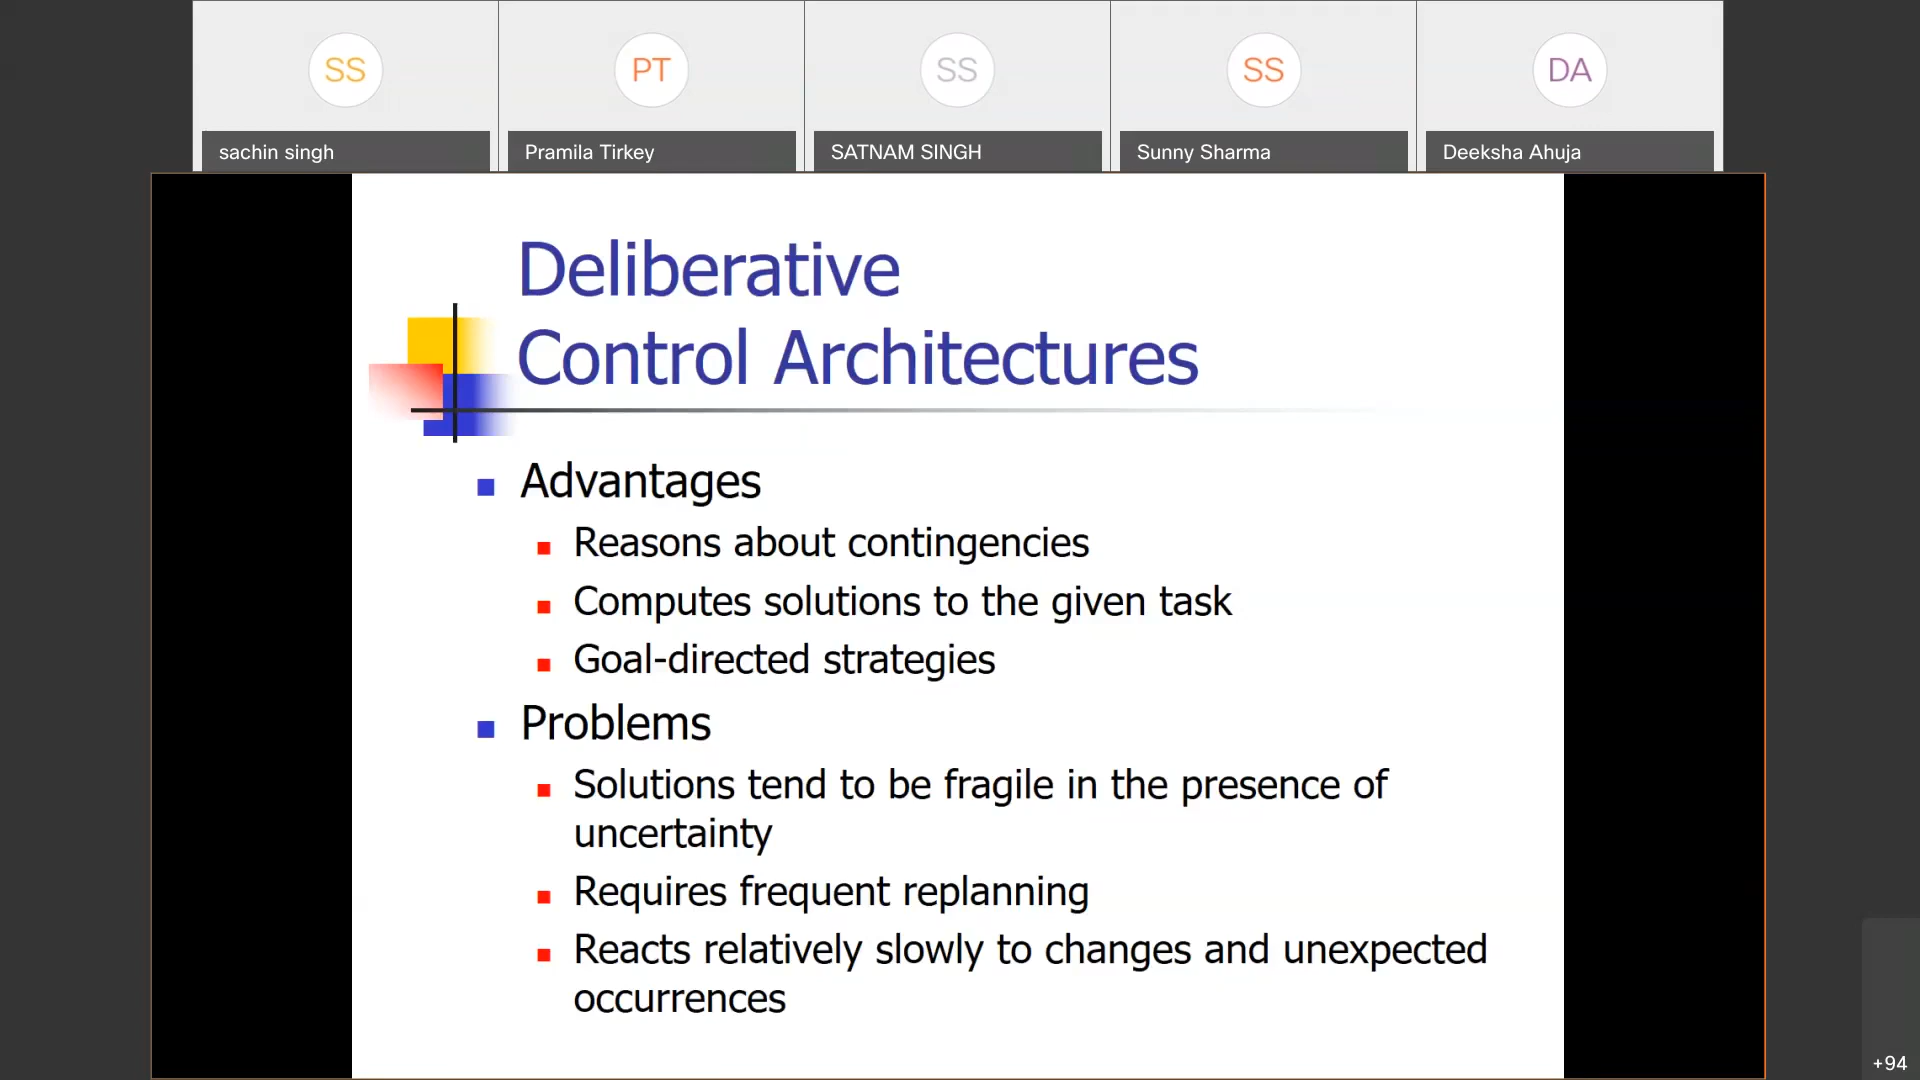 SS
PT
SS
SS
DA
sachin singh
Pramila Tirkey
SATNAM SINGH
Sunny Sharma
Deeksha Ahuja
Deliberative
Control Architectures
Advantages
Reasons about contingencies
Computes solutions to the given task
Goal-directed strategies
Problems
Solutions tend to be fragile in the presence of
uncertainty
Requires frequent replanning
Reacts relatively slowly to changes and unexpected
occurrences
+94